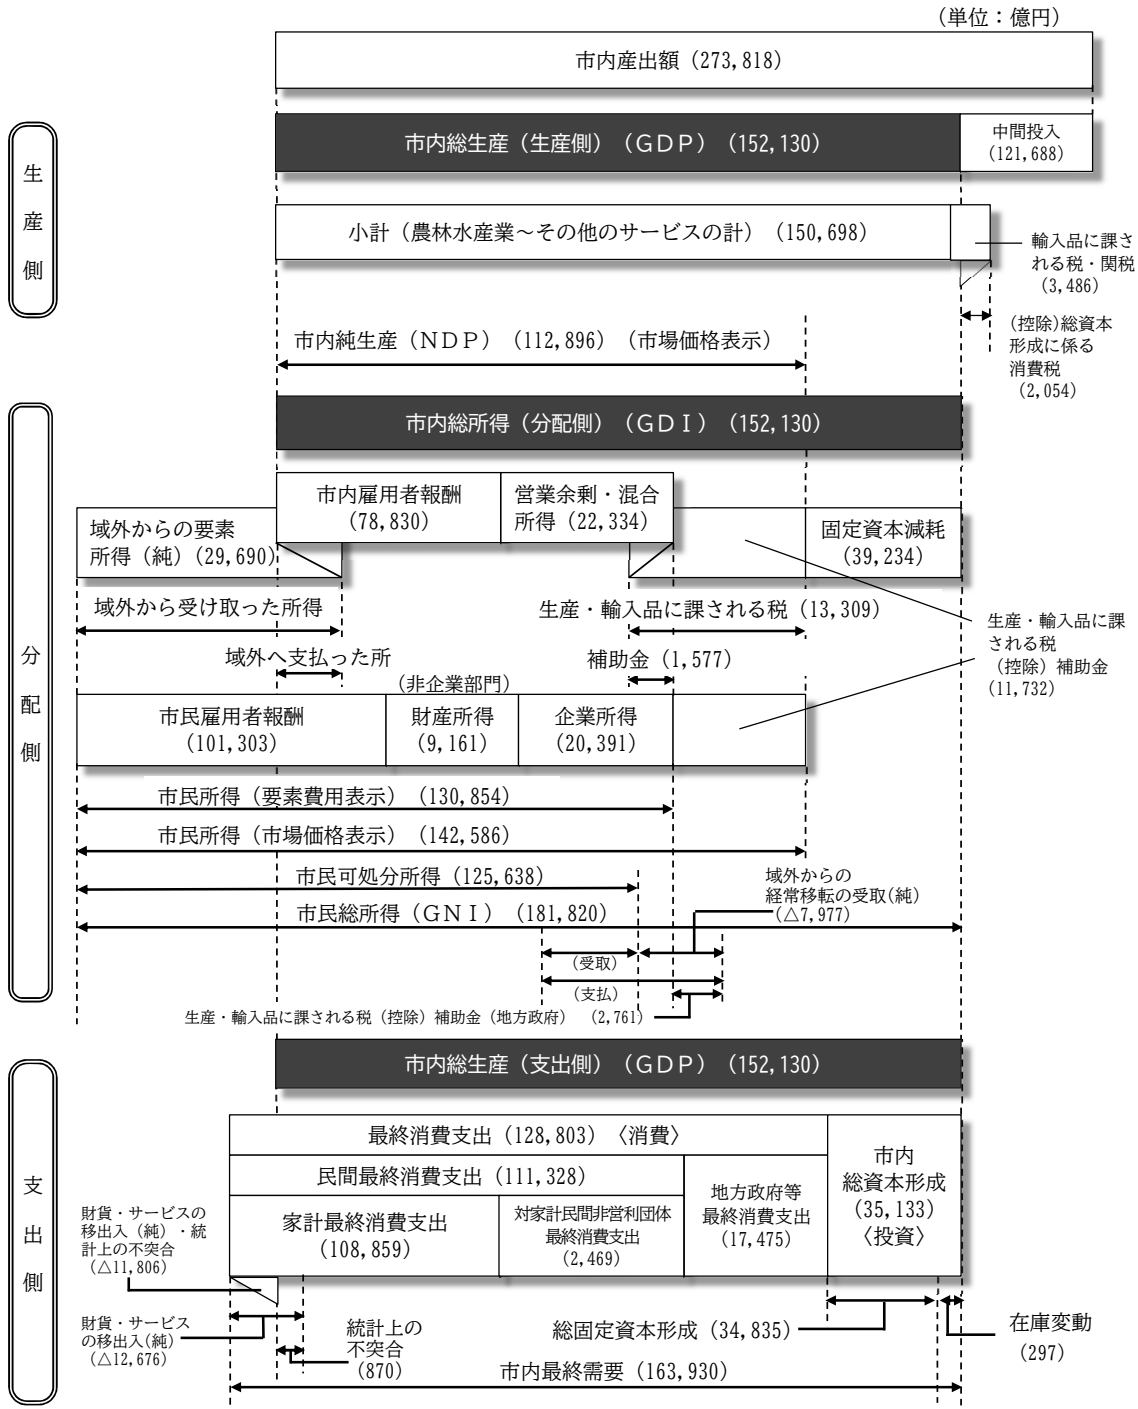 （単位：億円）
市内産出額（273,818）
生産側
市内総生産（生産側）（ＧＤＰ）（152,130）
中間投入
（121,688）
小計（農林水産業～その他のサービスの計）（150,698）
輸入品に課さ
れる税・関税
（3,486）
（控除）総資本
形成に係る
消費税
（2,054）
市内純生産（ＮＤＰ）（112,896）（市場価格表示）
分配側
市内総所得（分配側）（ＧＤＩ）（152,130）
市内雇用者報酬
（78,830）
営業余剰・混合
所得（22,334）
域外からの要素
所得（純）（29,690）
固定資本減耗
（39,234）
域外から受け取った所得
生産・輸入品に課される税（13,309）
生産・輸入品に課
される税
（控除）補助金
（11,732）
域外へ支払った所
補助金（1,577）
（非企業部門）
市民雇用者報酬
（101,303）
財産所得
（9,161）
企業所得
（20,391）
市民所得（要素費用表示）（130,854）
市民所得（市場価格表示）（142,586）
市民可処分所得（125,638）
域外からの
経常移転の受取（純）
（△7,977）
市民総所得（ＧＮＩ）（181,820）
（受取）
（支払）
生産・輸入品に課される税（控除）補助金（地方政府）（2,761）
支出側
市内総生産（支出側）（ＧＤＰ）（152,130）
最終消費支出（128,803）〈消費〉
民間最終消費支出（111,328）
家計最終消費支出
（108,859）
対家計民間非営利団体
最終消費支出
（2,469）
地方政府等
最終消費支出
（17,475）
市内
総資本形成
（35,133）
〈投資〉
財貨・サービスの
移出入（純）・統
計上の不突合
（△11,806）
財貨・サービス
の移出入（純）
（△12,676）
統計上の
不突合
（870）
総固定資本形成（34,835）
在庫変動
（297）
市内最終需要（163,930）